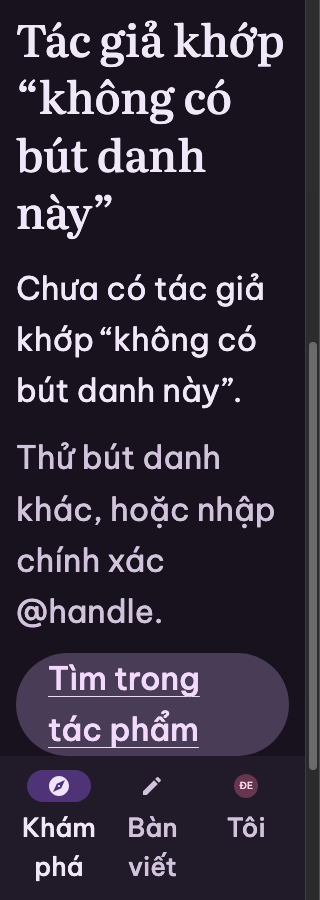 Tác giả khớp
“không có
bút danh
này”
Chưa có tác giả
khớp “không có
bút danh này”.
Thử bút danh
khác, hoặc nhập
chính xác
@handle.
Tìm trong
tác phẩm
ĐE
Khám
phá
Bàn
viết
Tôi